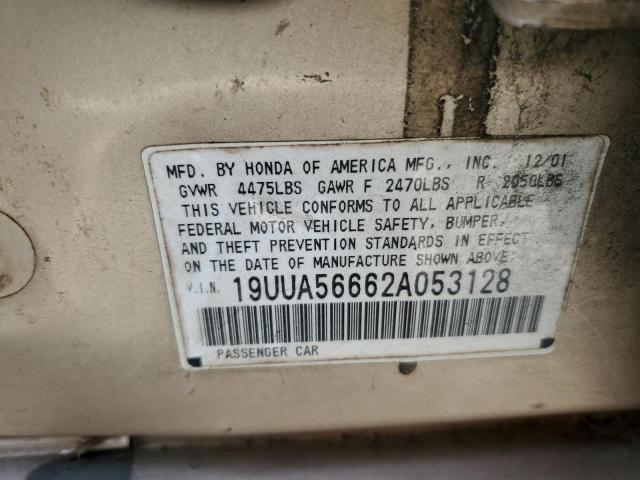 MFD. BY HONDA OF AMERICA MFG., INC. 12/01
GVWR 4475LBS GAWR F 2470LBS R 2050LBS
THIS VEHICLE CONFORMS TO ALL APPLICABLE
FEDERAL MOTOR VEHICLE SAFETY, BUMPER,
AND THEFT PREVENTION STANDARDS IN EFFECT
ON THE DATE OF MANUFACTURE SHOWN ABOVE.
V.I.N. 19UUA56662A053128
PASSENGER CAR